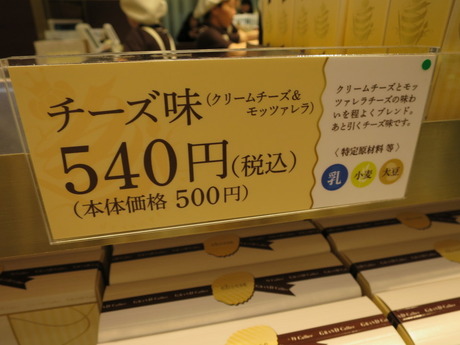 チーズ味
(クリームチーズ&
モッツァレラ)
540円(税込)
(本体価格 500円)
クリームチーズとモッ
ツァレラチーズの味わ
いを程よくブレンド。
あと引くチーズ味です。
〈特定原材料 等〉
乳 小麦 大豆